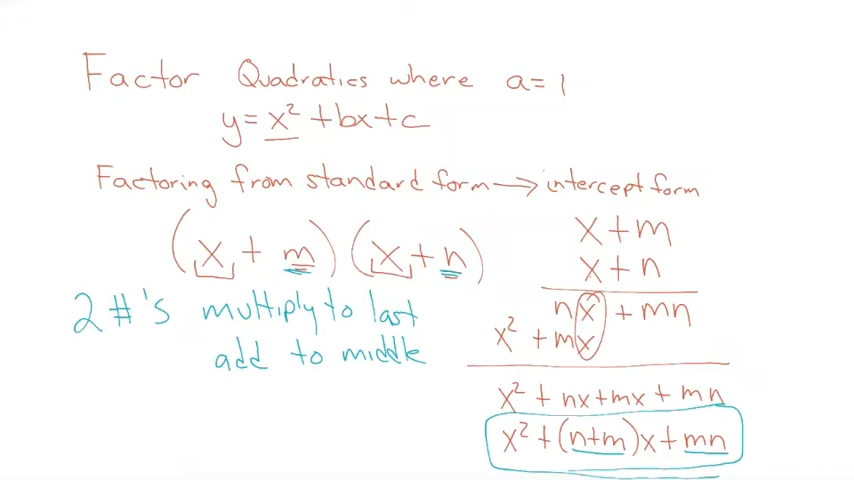 Factor Quadratics where a=1
y=x²+bx+c
Factoring from standard form → intercept form
(x + m)(x + n)
2 #'s multiply to last
add to middle
x+m
x+n
nx + mn
x² + mx
x² + nx+mx + mn
x² + (n+m)x+mn